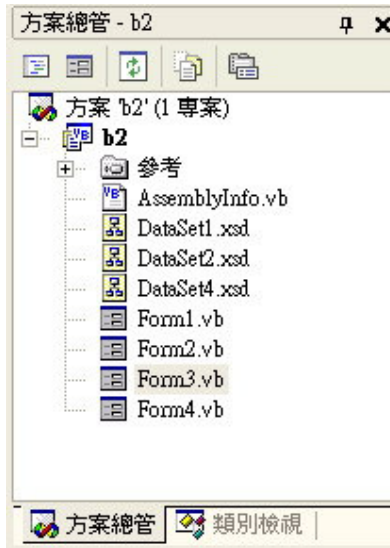 方案總管 - b2
方案 'b2' (1 專案)
b2
參考
AssemblyInfo.vb
DataSet1.xsd
DataSet2.xsd
DataSet4.xsd
Form1.vb
Form2.vb
Form3.vb
Form4.vb
方案總管 類別檢視